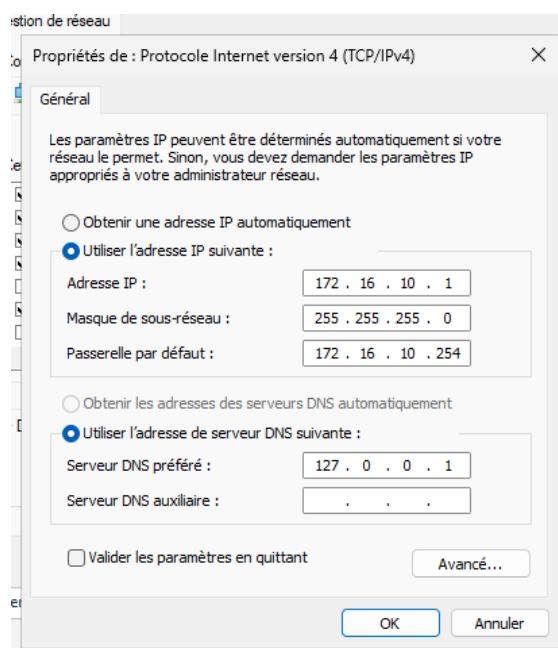 estion de réseau
Propriétés de : Protocole Internet version 4 (TCP/IPv4)
Général
Les paramètres IP peuvent être déterminés automatiquement si votre
réseau le permet. Sinon, vous devez demander les paramètres IP
appropriés à votre administrateur réseau.
Obtenir une adresse IP automatiquement
Utiliser l'adresse IP suivante :
Adresse IP : 172 . 16 . 10 . 1
Masque de sous-réseau : 255 . 255 . 255 . 0
Passerelle par défaut : 172 . 16 . 10 . 254
Obtenir les adresses des serveurs DNS automatiquement
Utiliser l'adresse de serveur DNS suivante :
Serveur DNS préféré : 127 . 0 . 0 . 1
Serveur DNS auxiliaire : . . .
Valider les paramètres en quittant
Avancé...
OK Annuler